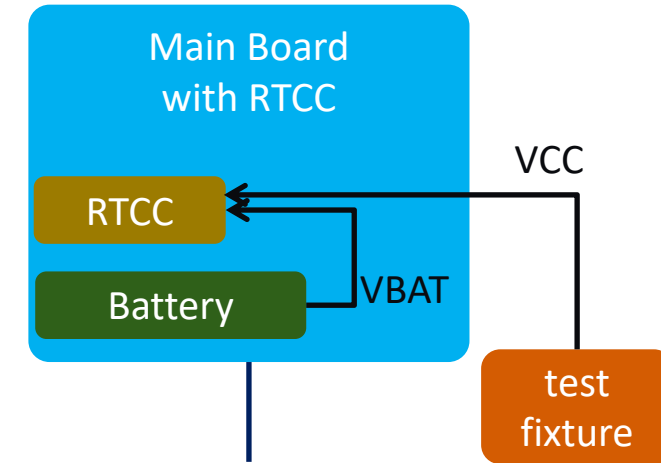 Main Board
with RTCC
VCC
RTCC
VBAT
Battery
test
fixture